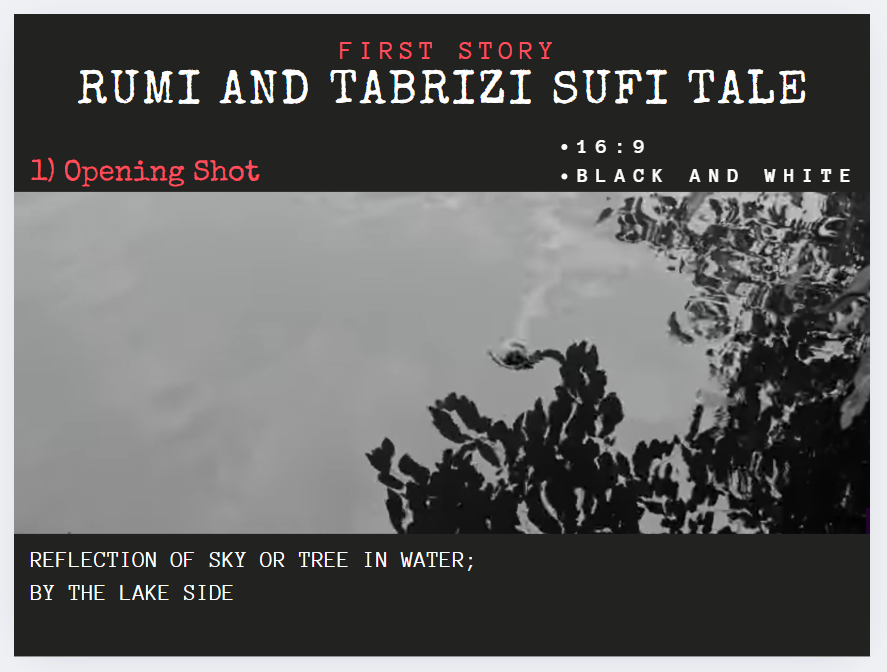 FIRST STORY
RUMI AND TABRIZI SUFI TALE
•16:9
1) Opening Shot
•BLACK AND WHITE
REFLECTION OF SKY OR TREE IN WATER;
BY THE LAKE SIDE